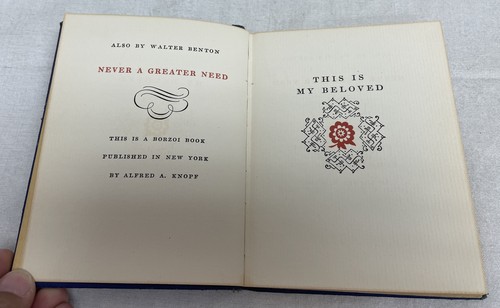 ALSO BY WALTER BENTON
NEVER A GREATER NEED
THIS IS A BORZOI BOOK
PUBLISHED IN NEW YORK
BY ALFRED A. KNOPF
THIS IS
MY BELOVED